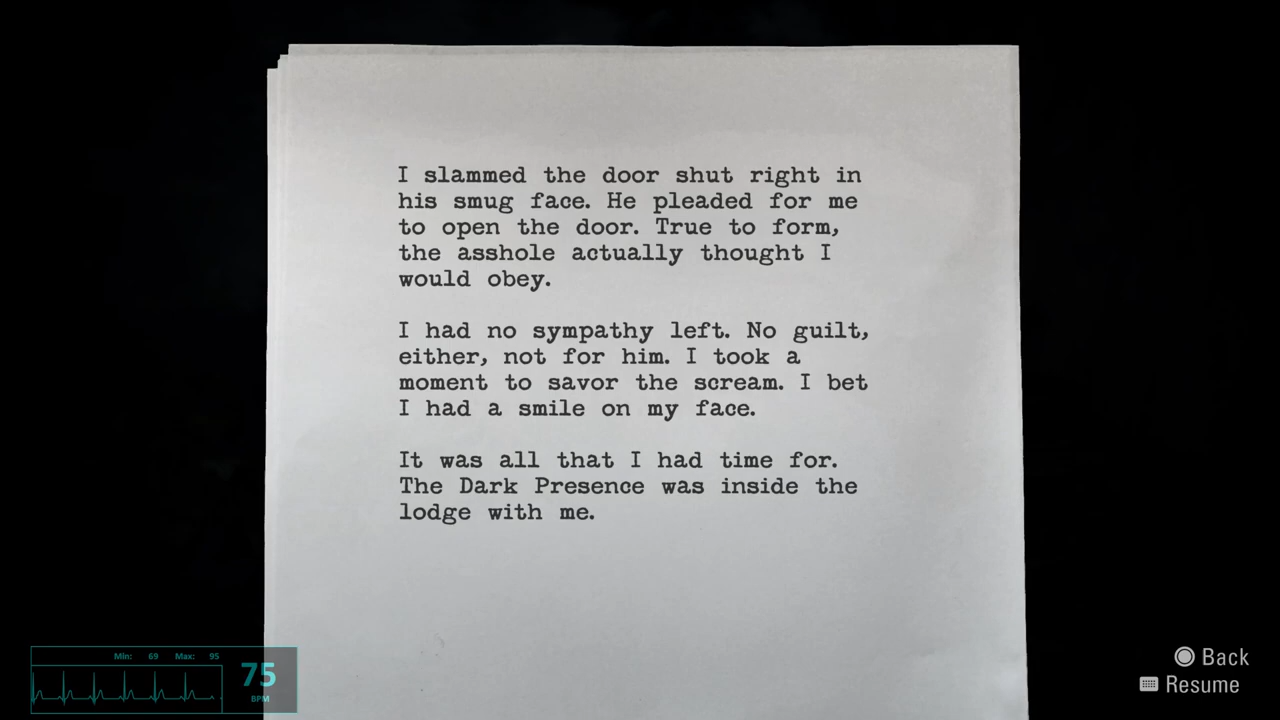 I slammed the door shut right in
his smug face. He pleaded for me
to open the door. True to form,
the asshole actually thought I
would obey.
I had no sympathy left. No guilt,
either, not for him. I took a
moment to savor the scream. I bet
I had a smile on my face.
It was all that I had time for.
The Dark Presence was inside the
lodge with me.
Min: 69 Max: 95
75
BPM
Back
Resume